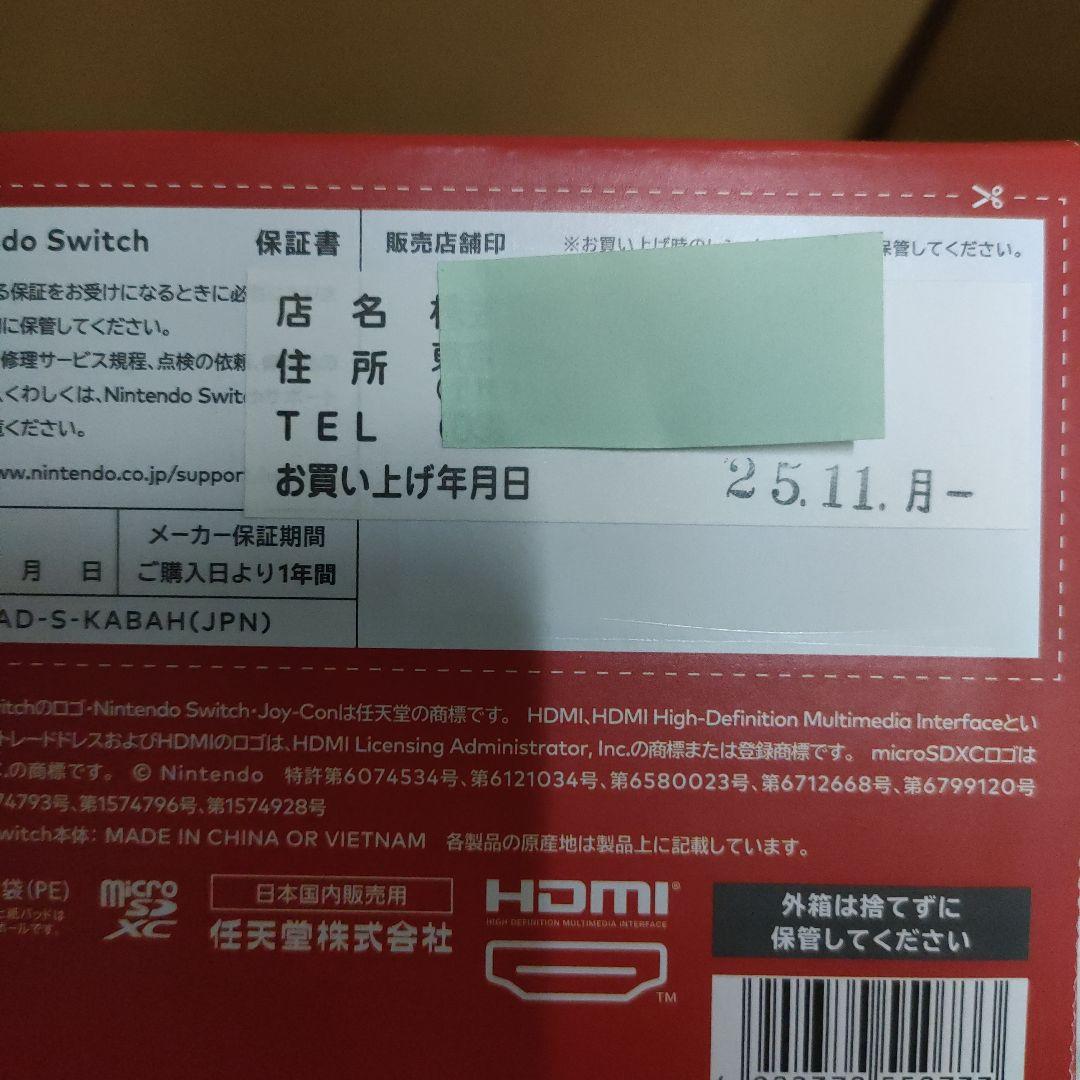 do Switch 保証書
る保証をお受けになるときに必
に保管してください。
修理サービス規程、点検の依頼
くわしくは、Nintendo Switc
ください。
ww.nintendo.co.jp/suppor
月 日
メーカー保証期間
ご購入日より1年間
AD-S-KABAH(JPN)
販売店舗印
※お買い上げ時のレシ 保管してください。
店名
住所
TEL
お買い上げ年月日 25.11.月-
itchのロゴ・Nintendo Switch・Joy-Conは任天堂の商標です。 HDMI、HDMI High-Definition Multimedia Interfaceとい
トレードドレスおよびHDMIのロゴは、HDMI Licensing Administrator, Inc.の商標または登録商標です。 microSDXCロゴは
.の商標です。 © Nintendo 特許第6074534号、第6121034号、第6580023号、第6712668号、第6799120号
74793号、第1574796号、第1574928号
witch本体: MADE IN CHINA OR VIETNAM 各製品の原産地は製品上に記載しています。
袋(PE)
紙パッドは
ボールです。
micro
SD
XC
日本国内販売用
任天堂株式会社
HDMI®
HIGH DEFINITION MULTIMEDIA INTERFACE
TM
外箱は捨てずに
保管してください